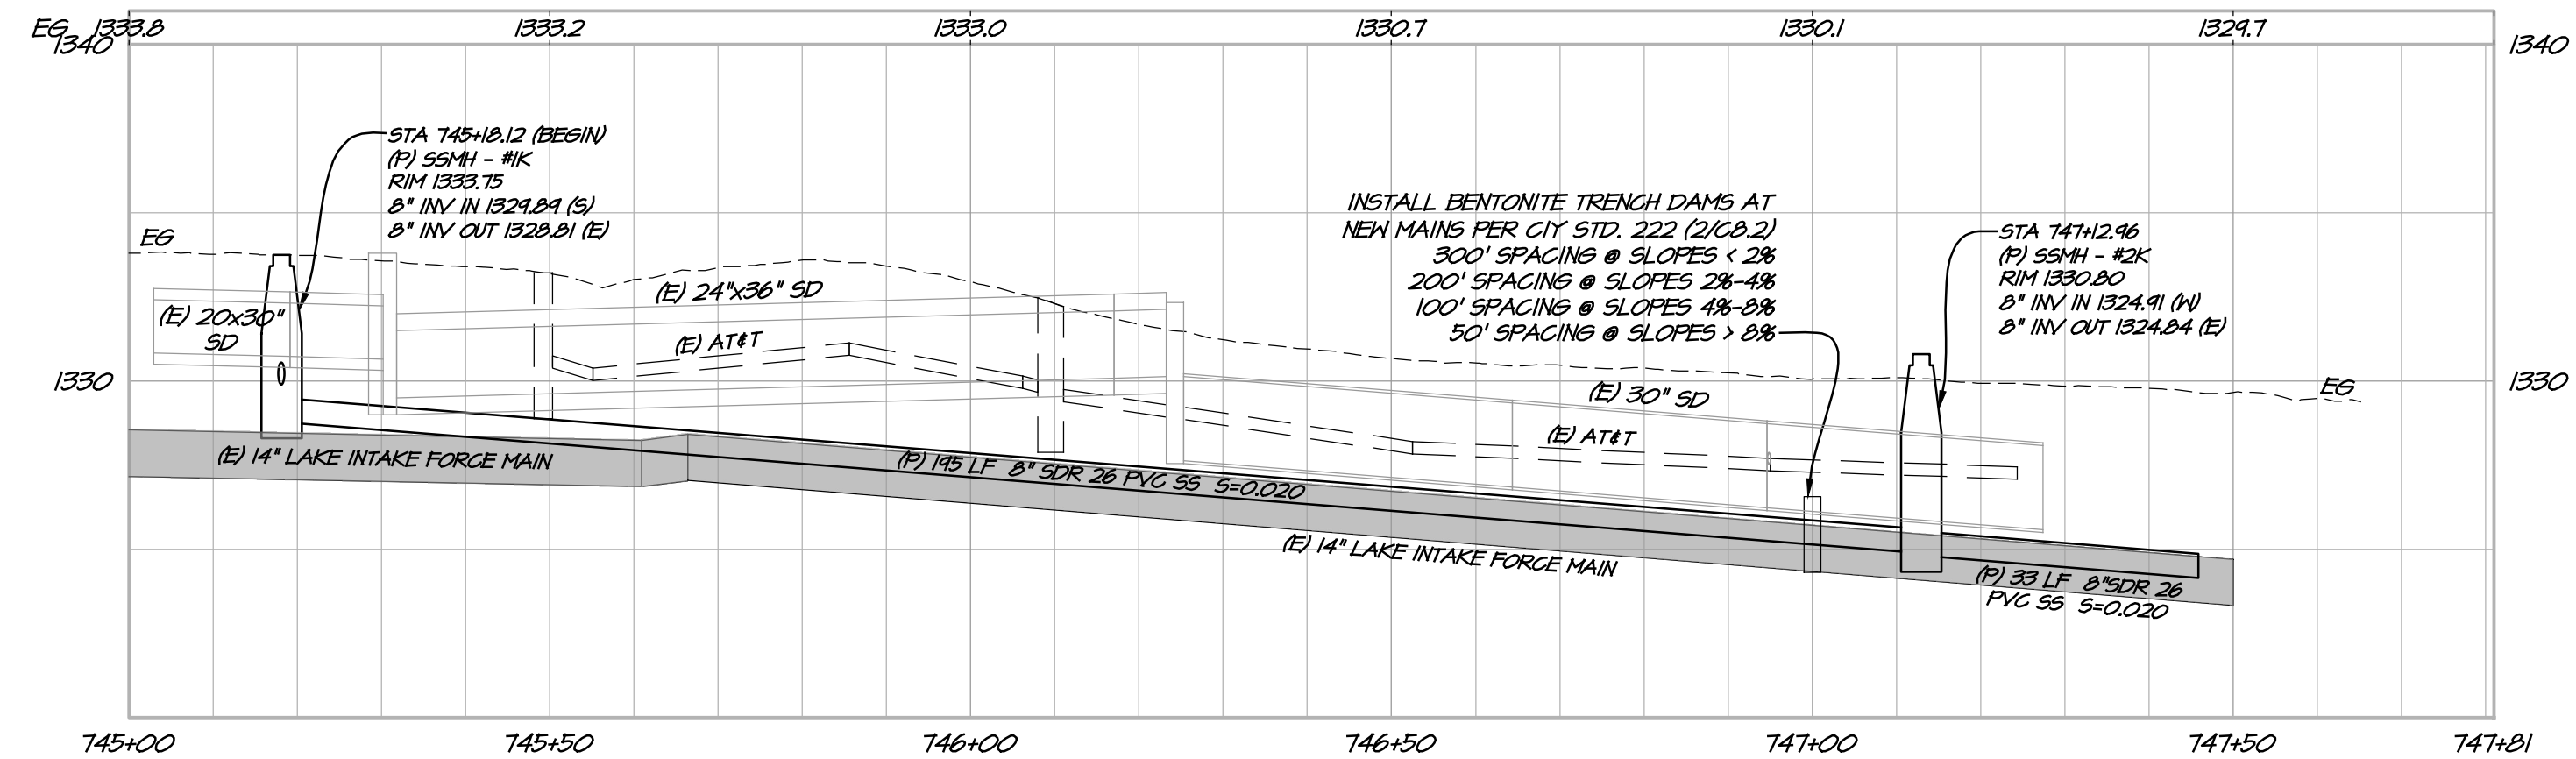 EG 1333.8 1333.2 1333.0 1330.7 1330.1 1329.7
1340 1340
STA 745+18.12 (BEGIN)
(P) SSMH - #1K
RIM 1333.75
8" INV IN 1329.89 (S)
8" INV OUT 1328.81 (E)
INSTALL BENTONITE TRENCH DAMS AT
NEW MAINS PER CIY STD. 222 (2/C8.2)
300' SPACING @ SLOPES < 2%
200' SPACING @ SLOPES 2%-4%
100' SPACING @ SLOPES 4%-8%
50' SPACING @ SLOPES > 8%
STA 747+12.96
(P) SSMH - #2K
RIM 1330.80
8" INV IN 1324.91 (W)
8" INV OUT 1324.84 (E)
EG
(E) 20x30"
SD
(E) 24"x36" SD
(E) AT&T
1330 1330
(E) 30" SD
EG
(E) AT&T
(E) 14" LAKE INTAKE FORCE MAIN
(P) 195 LF 8" SDR 26 PVC SS S=0.020
(E) 14" LAKE INTAKE FORCE MAIN
(P) 33 LF 8"SDR 26
PVC SS S=0.020
745+00 745+50 746+00 746+50 747+00 747+50 747+81